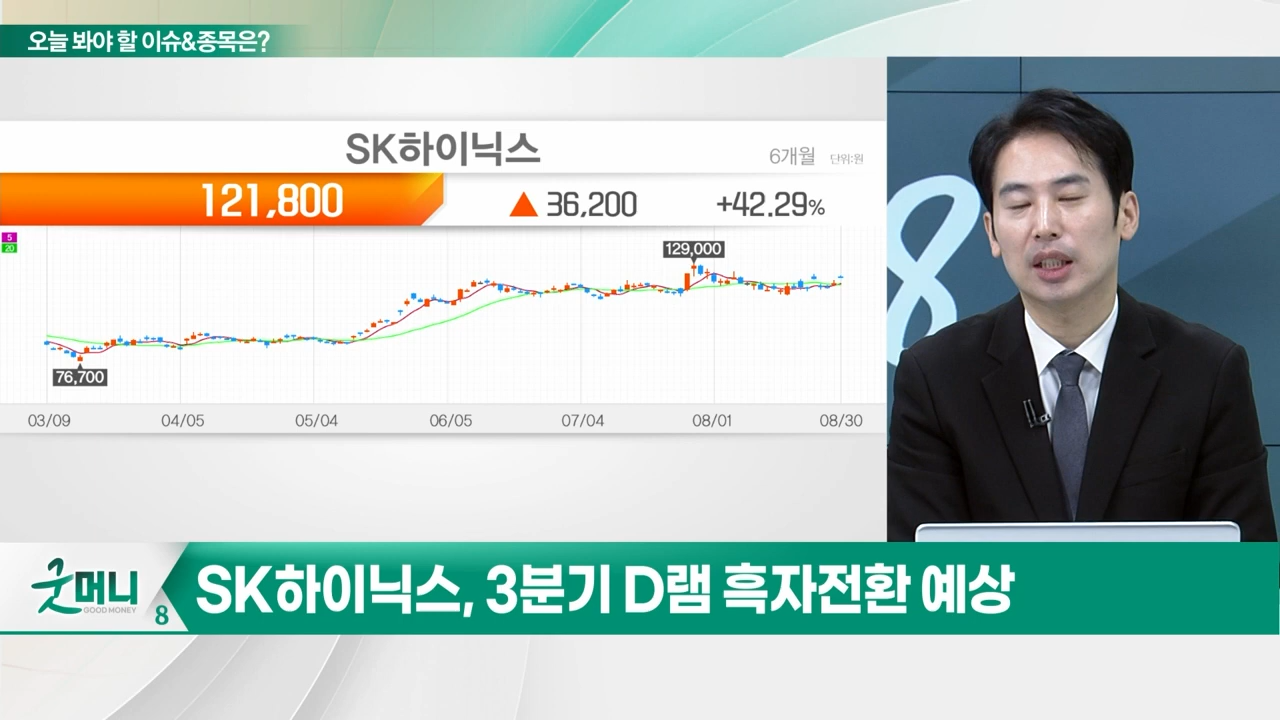 오늘 봐야 할 이슈&종목은?
SK하이닉스
6개월 단위:원
121,800 ▲ 36,200 +42.29%
5
20
129,000
76,700
03/09 04/05 05/04 06/05 07/04 08/01 08/30
8
굿머니
GOOD MONEY
8
SK하이닉스, 3분기 D램 흑자전환 예상